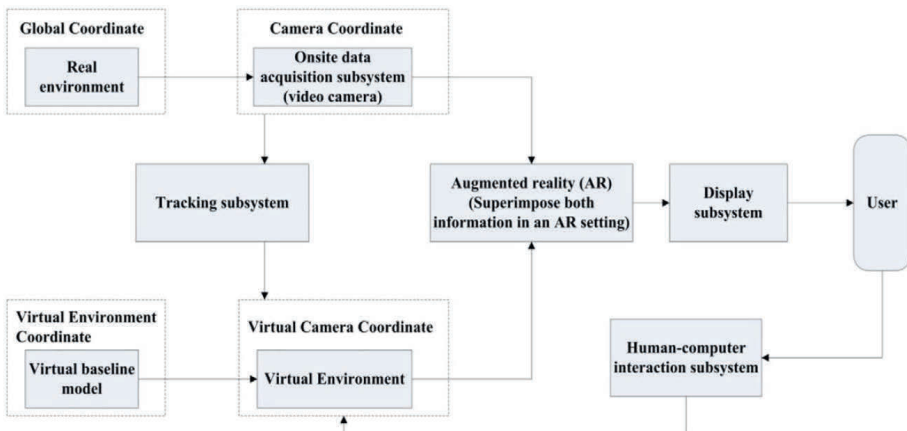 Global Coordinate
Real
environment
Camera Coordinate
Onsite data
acquisition subsystem
(video camera)
Tracking subsystem
Augmented reality (AR)
(Superimpose both
information in an AR setting)
Display
subsystem
User
Virtual Environment
Coordinate
Virtual baseline
model
Virtual Camera Coordinate
Virtual Environment
Human-computer
interaction subsystem